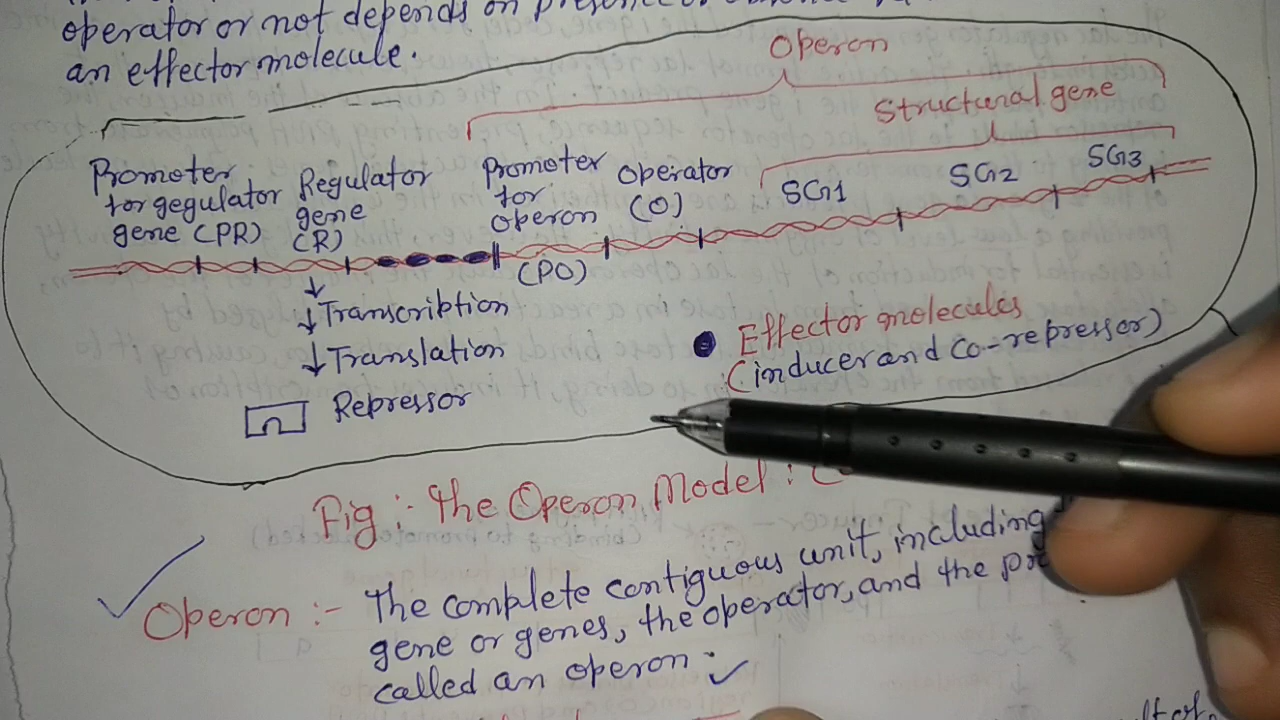 operator or not depends on presence
an effector molecule.
Operon
Structural gene
Promoter
for gegulator
gene (PR)
Regulator
gene
(R)
Promoter
for
operon
(PO)
Operator
(O)
SG1
SG2
SG3
Transcription
Translation
Repressor
Effector molecules
(inducer and Co-repressor)
Fig :- The Operon Model :
Operon :- The complete contiguous unit, including
gene or genes, the operator, and the
called an operon.